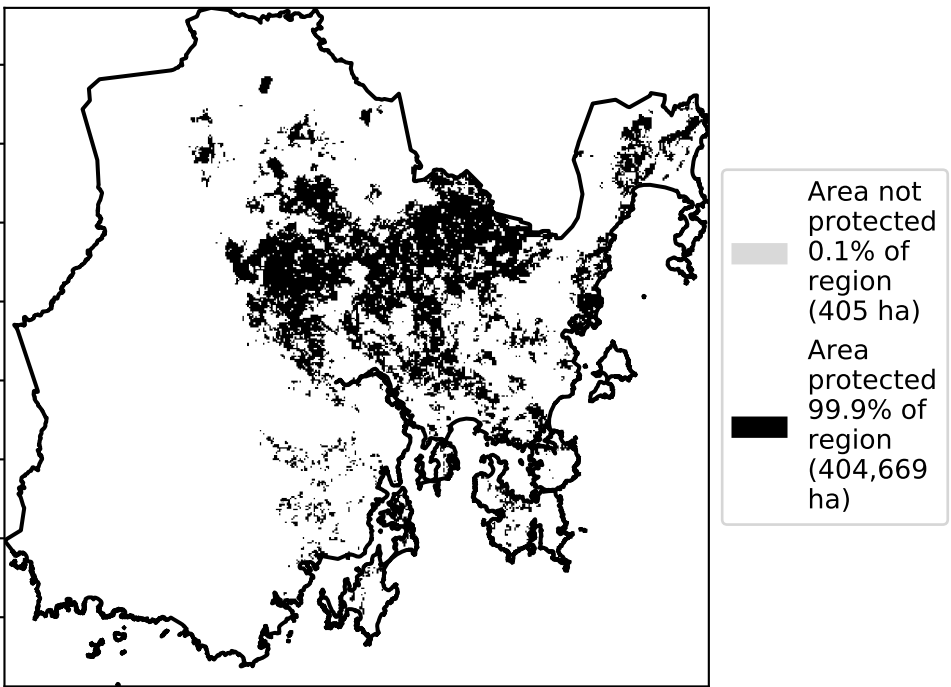 Area not
protected
0.1% of
region
(405 ha)
Area
protected
99.9% of
region
(404,669
ha)